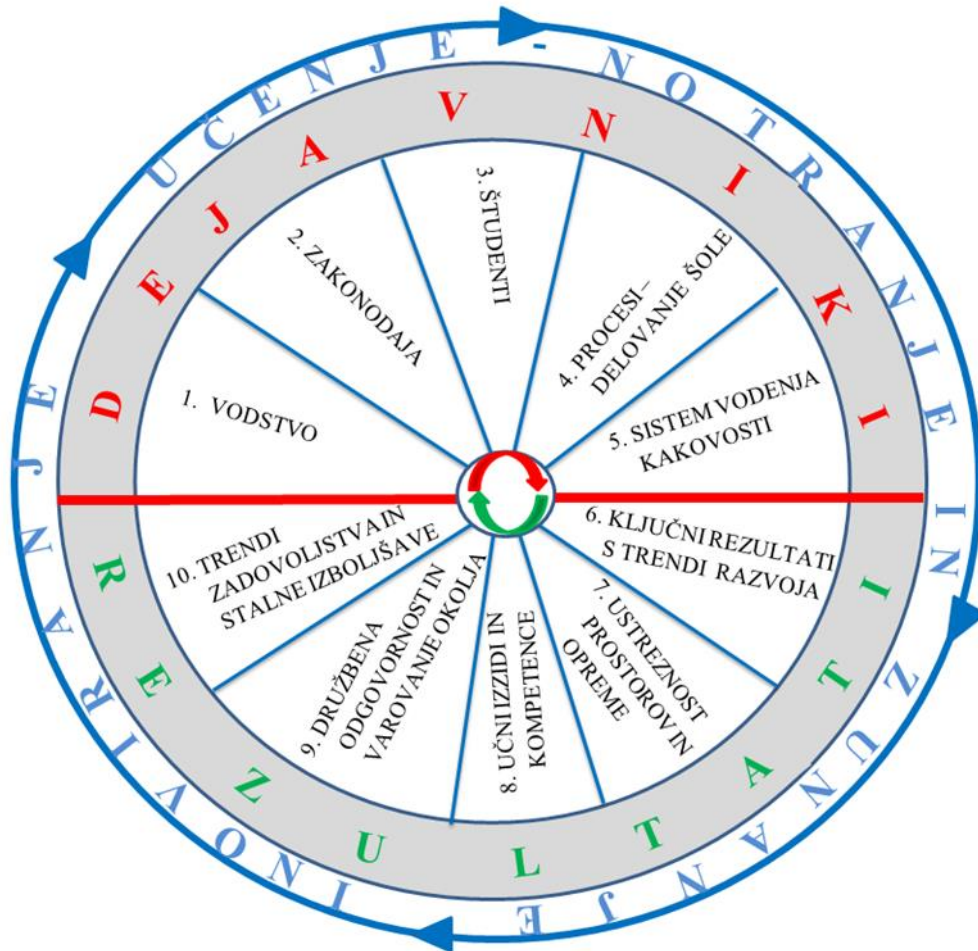 UČENJE - NOTRANJE IN ZUNANJE INOVIRANJE
DEJAVNIKI
1. VODSTVO
2. ZAKONODAJA
3. ŠTUDENTI
4. PROCESI –
DELOVANJE ŠOLE
5. SISTEM VODENJA
KAKOVOSTI
6. KLJUČNI REZULTATI
S TRENDI RAZVOJA
7. USTREZNOST
PROSTOROV IN
OPREME
8. UČNI IZZIDI IN
KOMPETENCE
9. DRUŽBENA
ODGOVORNOST IN
VAROVANJE OKOLJA
10. TRENDI
ZADOVOLJSTVA IN
STALNE IZBOLJŠAVE
REZULTATI